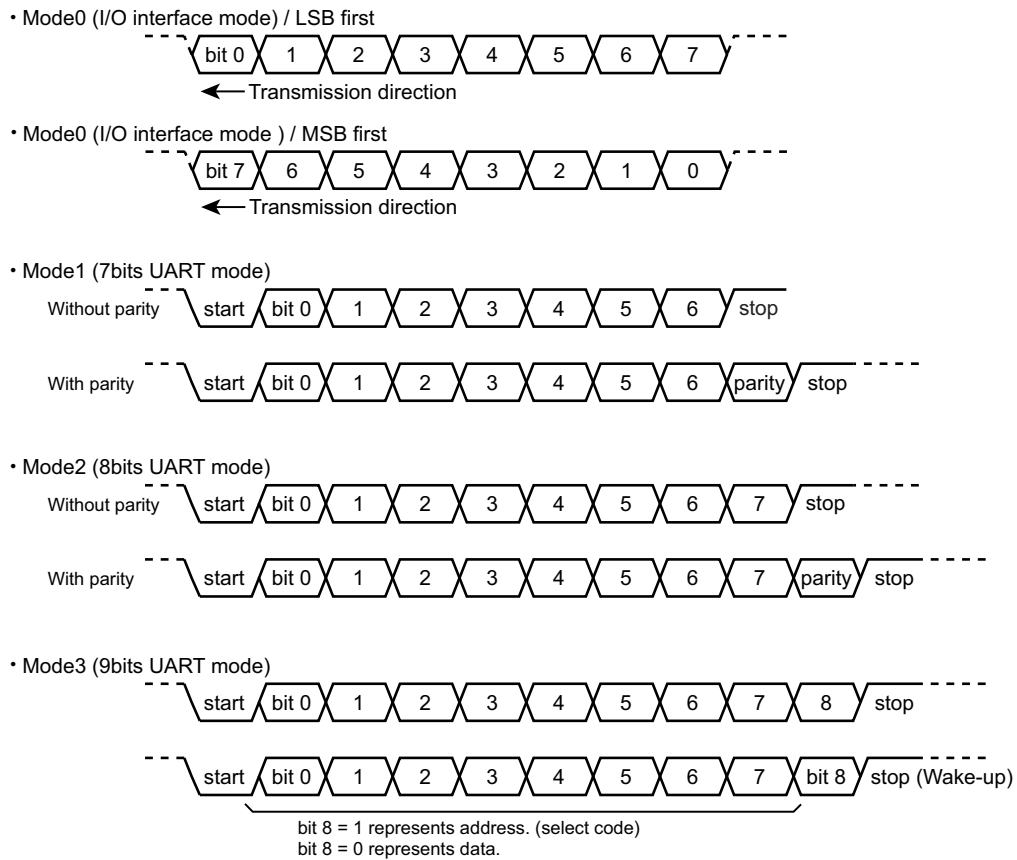 ・Mode0 (I/O interface mode) / LSB first
bit 0 1 2 3 4 5 6 7
Transmission direction
・Mode0 (I/O interface mode ) / MSB first
bit 7 6 5 4 3 2 1 0
Transmission direction
・Mode1 (7bits UART mode)
Without parity start bit 0 1 2 3 4 5 6 stop
With parity start bit 0 1 2 3 4 5 6 parity stop
・Mode2 (8bits UART mode)
Without parity start bit 0 1 2 3 4 5 6 7 stop
With parity start bit 0 1 2 3 4 5 6 7 parity stop
・Mode3 (9bits UART mode)
start bit 0 1 2 3 4 5 6 7 8 stop
start bit 0 1 2 3 4 5 6 7 bit 8 stop (Wake-up)
bit 8 = 1 represents address. (select code)
bit 8 = 0 represents data.